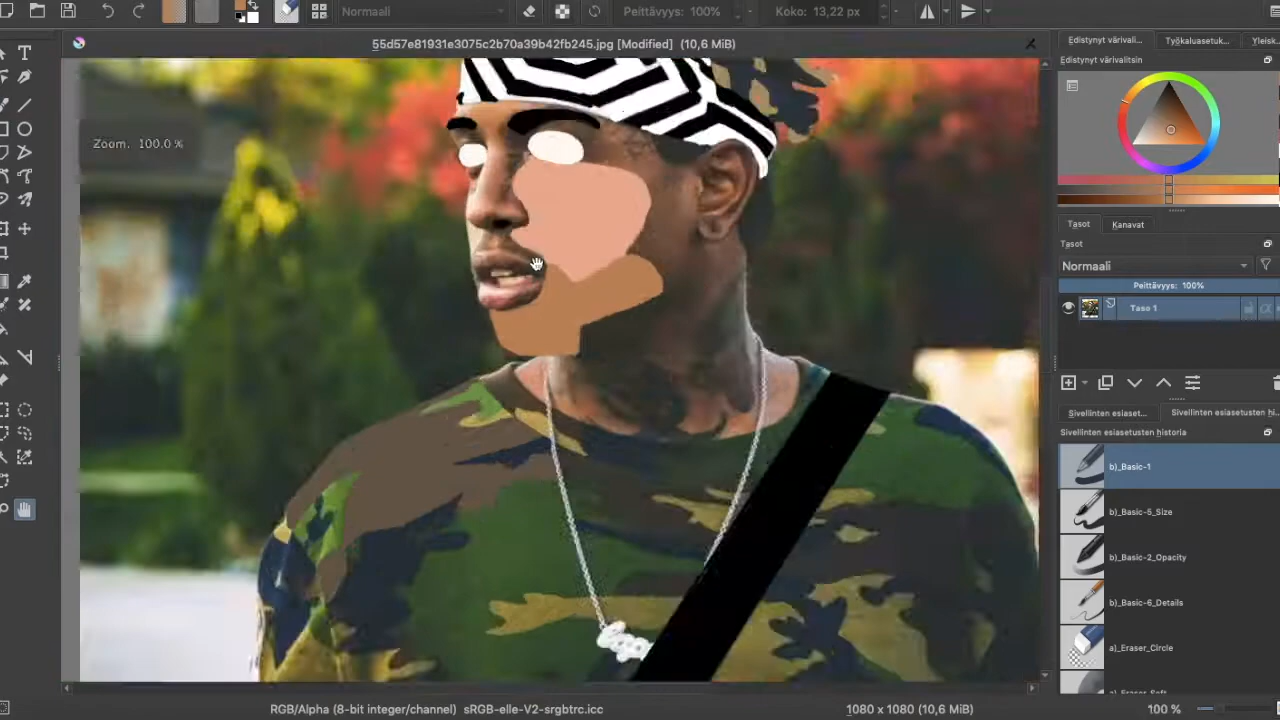 Normaali
Peittävyys: 100%
Koko: 13,22 px
55d57e81931e3075c2b70a39b42fb245.jpg [Modified] (10,6 MiB)
Edistynyt värivali...
Työkaluasetuk...
Yleisk
Edistynyt värivalitsin
Zoom. 100.0 %
Tasot
Kanavat
Tasot
Normaali
Peittävyys: 100%
Taso 1
Sivellinten esiaset...
Sivellinten esiasetusten hi...
Sivellinten esiasetusten historia
b)_Basic-1
b)_Basic-5_Size
b)_Basic-2_Opacity
b)_Basic-6_Details
a)_Eraser_Circle
a)_Eraser_Soft
RGB/Alpha (8-bit integer/channel) sRGB-elle-V2-srgbtrc.icc
1080 x 1080 (10,6 MiB)
100 %